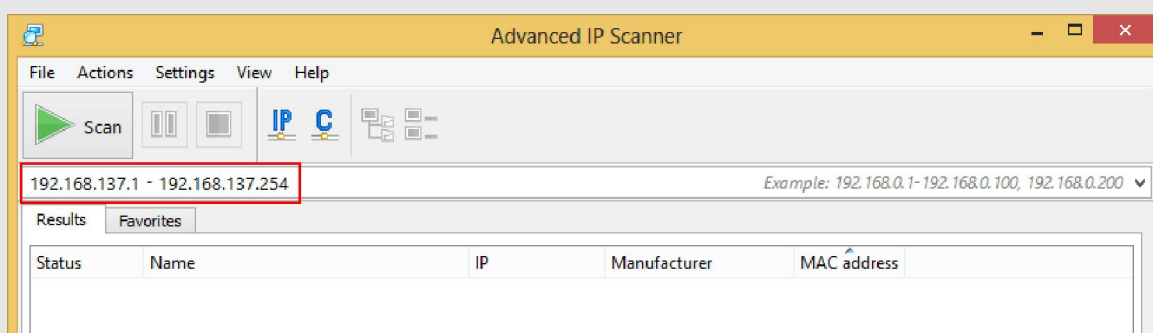 Advanced IP Scanner
File Actions Settings View Help
Scan IP C
192.168.137.1 - 192.168.137.254 Example: 192.168.0.1-192.168.0.100, 192.168.0.200
Results Favorites
Status Name IP Manufacturer MAC address